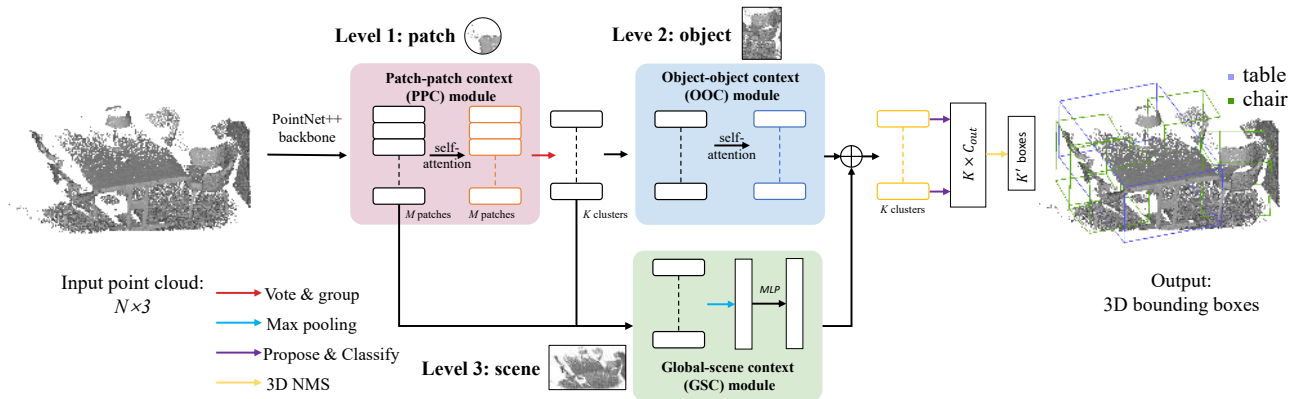 Level 1: patch
Leve 2: object
Patch-patch context
(PPC) module
Object-object context
(OOC) module
table
chair
PointNet++
backbone
self-
attention
self-
attention
M patches
M patches
K clusters
K clusters
K × C_out
K' boxes
Input point cloud:
N×3
Output:
3D bounding boxes
Vote & group
Max pooling
Propose & Classify
3D NMS
MLP
Level 3: scene
Global-scene context
(GSC) module